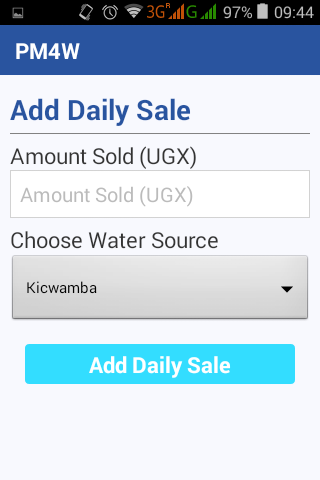 3G R G 97% 09:44
PM4W
Add Daily Sale
Amount Sold (UGX)
Amount Sold (UGX)
Choose Water Source
Kicwamba
Add Daily Sale